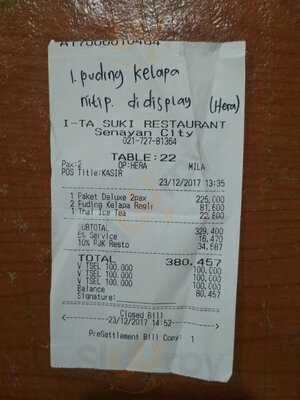 A17000010404
1. puding kelapa
nitip. didisplay (Hera)
I-TA SUKI RESTAURANT
Senayan City
021-727-81364
TABLE: 22
Pax:2 OP:HERA MILA
POS Title:KASIR
23/12/2017 13:35
1 Paket Deluxe 2pax 225,000
2 Puding Kelapa Regli 81,600
1 Thai Ice Tea 22,800
SUBTOTAL 329,400
5% Service 16,470
10% PJK Resto 34,587
TOTAL 380,457
V TSEL 100.000 100,000
V TSEL 100.000 100,000
V TSEL 100.000 100,000
Balance 80,457
Signature:
Closed Bill
23/12/2017 14:52
PreSettlement Bill Copy: 1